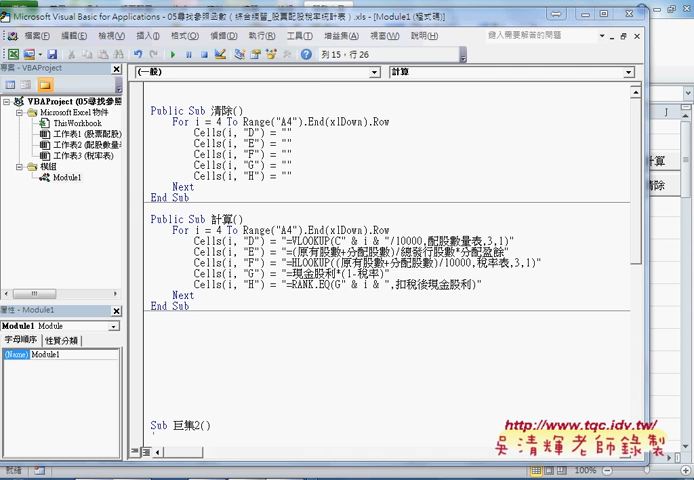 Microsoft Visual Basic for Applications - 05尋找參照函數（綜合練習_股票配股稅率統計表）.xls - [Module1 (程式碼)]
檔案(F) 編輯(E) 檢視(V) 插入(I) 格式(O) 偵錯(D) 執行(R) 工具(T) 增益集(A) 視窗(W) 說明(H)
鍵入需要解答的問題
列 15，行 26
專案 - VBAProject
(一般)
計算
VBAProject (05尋找參照
Microsoft Excel 物件
ThisWorkbook
工作表1 (股票配股)
工作表2 (配股數量
工作表3 (稅率表)
模組
Module1
Public Sub 清除()
For i = 4 To Range("A4").End(xlDown).Row
Cells(i, "D") = ""
Cells(i, "E") = ""
Cells(i, "F") = ""
Cells(i, "G") = ""
Cells(i, "H") = ""
Next
End Sub
Public Sub 計算()
For i = 4 To Range("A4").End(xlDown).Row
Cells(i, "D") = "=VLOOKUP(C" & i & "/10000,配股數量表,3,1)"
Cells(i, "E") = "=(原有股數+分配股數)/總發行股數*分配盈餘
Cells(i, "F") = "=HLOOKUP((原有股數+分配股數)/10000,稅率表,3,1)"
Cells(i, "G") = "=現金股利*(1-稅率)"
Cells(i, "H") = "=RANK.EQ(G" & i & ",扣稅後現金股利)"
Next
End Sub
Sub 巨集2()
屬性 - Module1
Module1 Module
字母順序 性質分類
(Name) Module1
J
計算
清除
http://www.tqc.idv.tw/
吳清輝老師錄製
就緒
100%